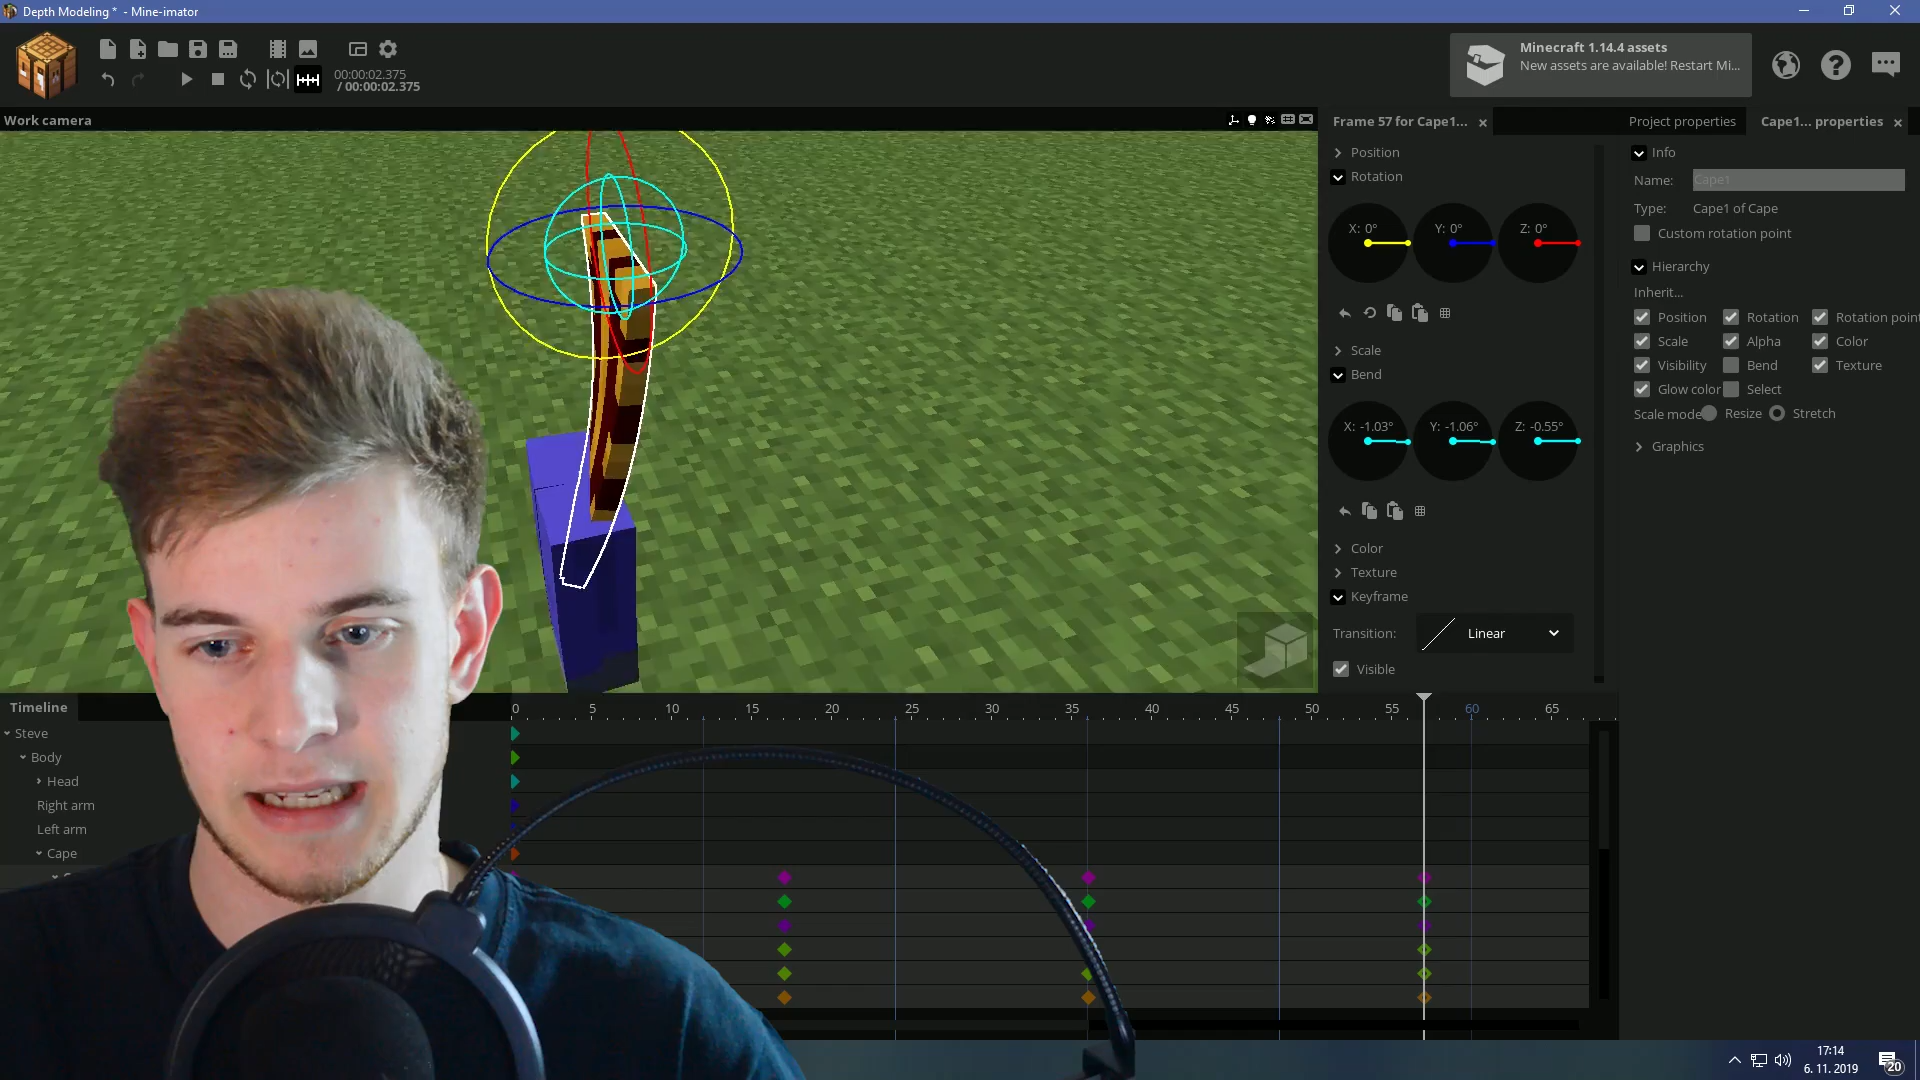 Depth Modeling * - Mine-imator
Minecraft 1.14.4 assets
New assets are available! Restart Mi...
00:00:02.375
/ 00:00:02.375
Work camera
Frame 57 for Cape1...
Project properties
Cape1... properties
Position
Rotation
X: 0°
Y: 0°
Z: 0°
Scale
Bend
X: -1.03°
Y: -1.06°
Z: -0.55°
Color
Texture
Keyframe
Transition:
Linear
Visible
Info
Name:
Cape1
Type:
Cape1 of Cape
Custom rotation point
Hierarchy
Inherit...
Position
Rotation
Rotation point
Scale
Alpha
Color
Visibility
Bend
Texture
Glow color
Select
Scale mode
Resize
Stretch
Graphics
Timeline
0 5 10 15 20 25 30 35 40 45 50 55 60 65
Steve
Body
Head
Right arm
Left arm
Cape
17:14
6. 11. 2019
20